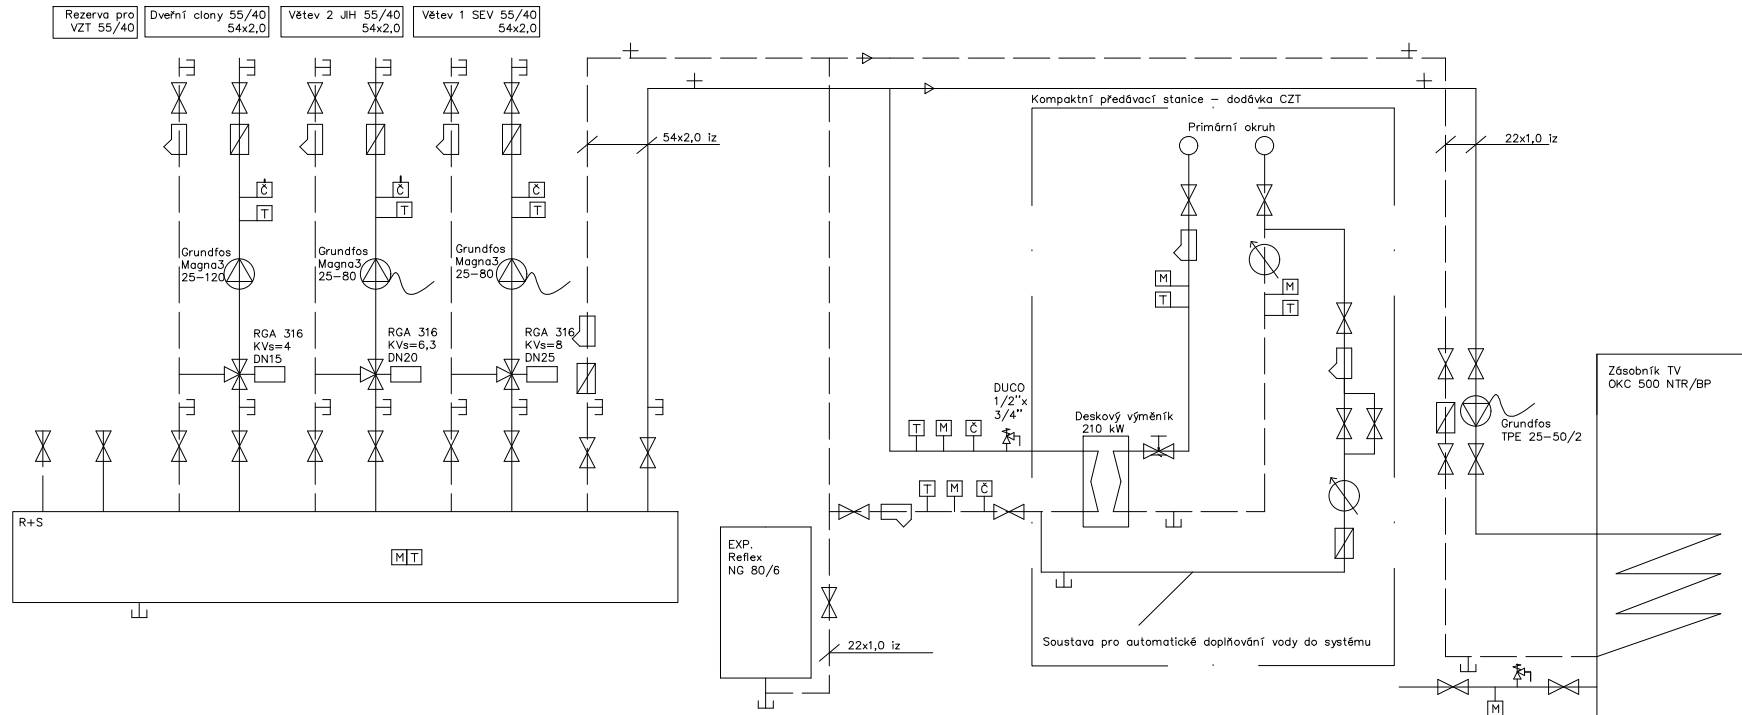 Rezerva pro
VZT 55/40
Dveřní clony 55/40
54x2,0
Větev 2 JIH 55/40
54x2,0
Větev 1 SEV 55/40
54x2,0
Kompaktní předávací stanice – dodávka CZT
Primární okruh
54x2,0 iz
22x1,0 iz
Č
T
Č
T
Č
T
Grundfos
Magna3
25-120
Grundfos
Magna3
25-80
Grundfos
Magna3
25-80
M
T
M
T
RGA 316
KVs=4
DN15
RGA 316
KVs=6,3
DN20
RGA 316
KVs=8
DN25
Zásobník TV
OKC 500 NTR/BP
DUCO
1/2"x
3/4"
Deskový výměník
210 kW
Grundfos
TPE 25-50/2
T M Č
T M Č
R+S
M T
EXP.
Reflex
NG 80/6
22x1,0 iz
Soustava pro automatické doplňování vody do systému
M